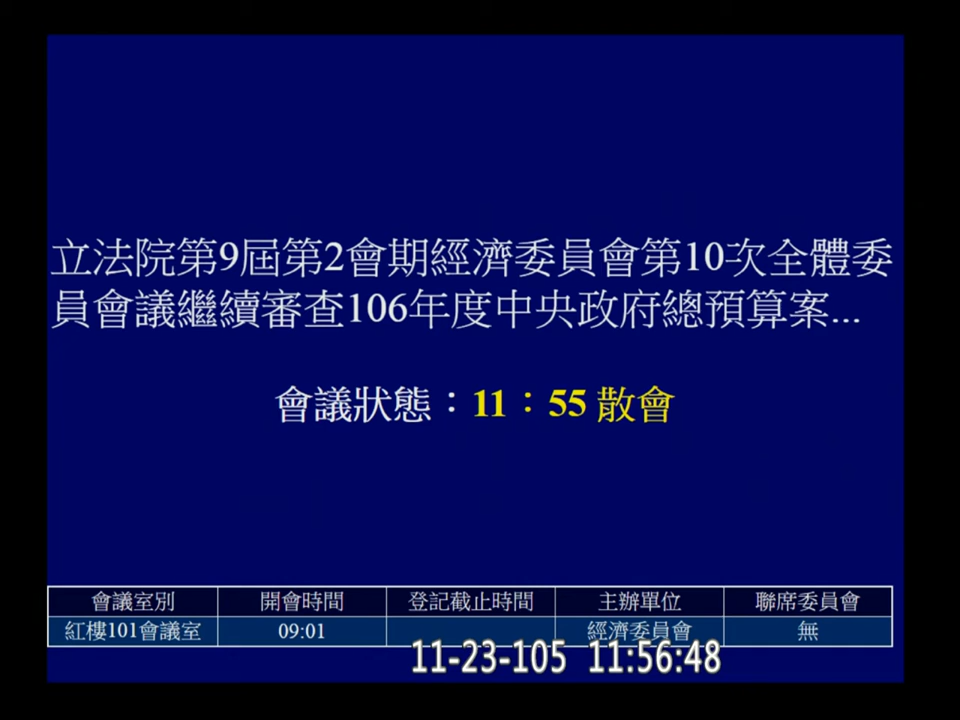 立法院第9屆第2會期經濟委員會第10次全體委
員會議繼續審查106年度中央政府總預算案...
會議狀態：11：55 散會
會議室別 開會時間 登記截止時間 主辦單位 聯席委員會
紅樓101會議室 09:01 經濟委員會 無
11-23-105 11:56:48